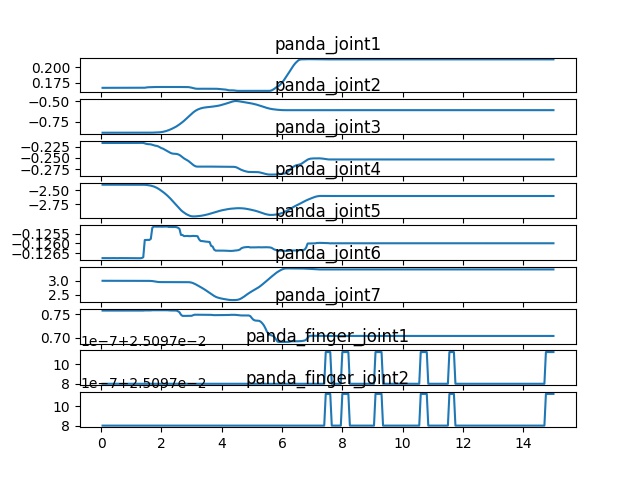 panda_joint1
0.200
0.175
panda_joint2
−0.50
−0.75
panda_joint3
−0.225
−0.250
−0.275
panda_joint4
−2.50
−2.75
panda_joint5
−0.1255
−0.1260
−0.1265
panda_joint6
3.0
2.5
panda_joint7
0.75
0.70
1e−7+2.5097e−2 panda_finger_joint1
10
8
1e−7+2.5097e−2 panda_finger_joint2
10
8
0 2 4 6 8 10 12 14